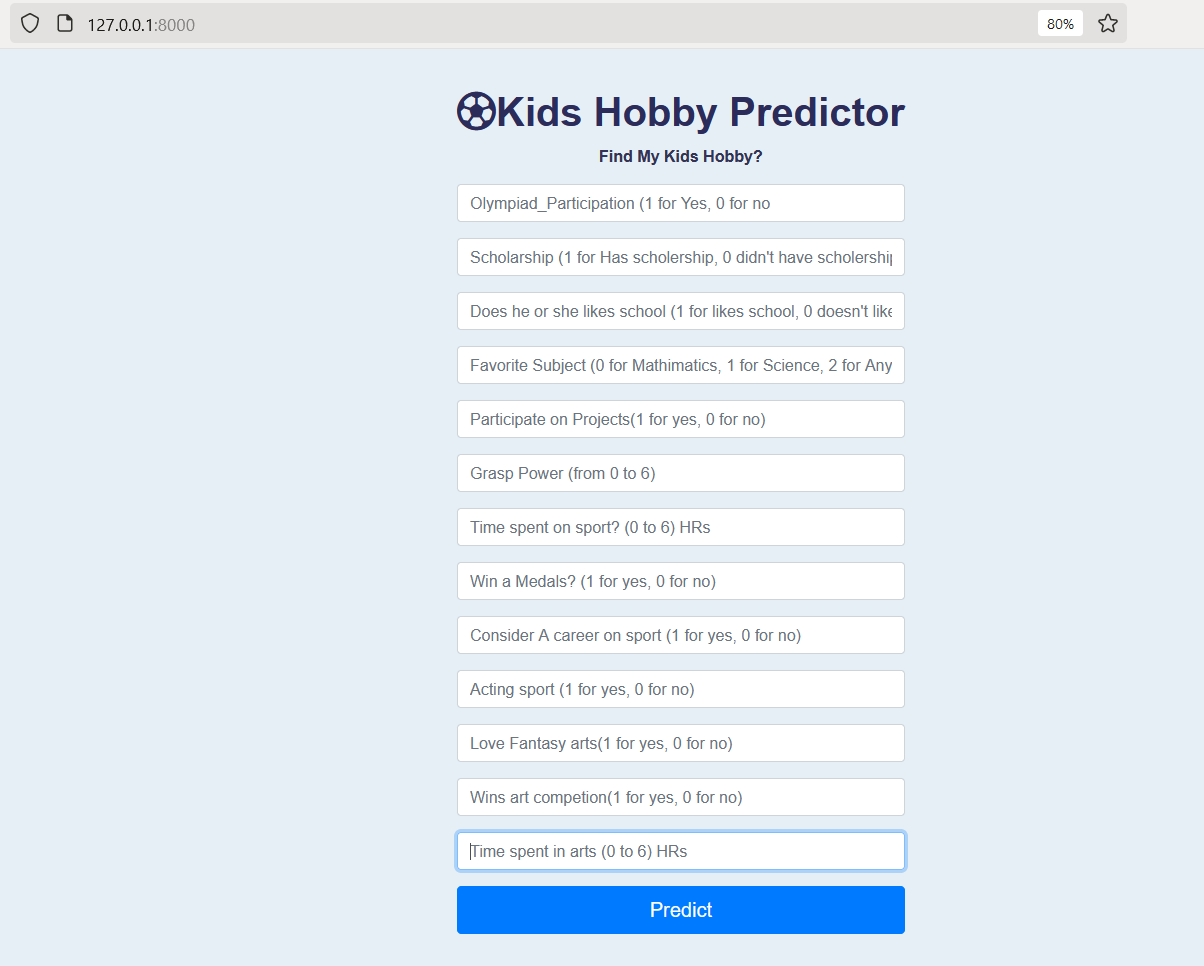 127.0.0.1:8000
80%
Kids Hobby Predictor
Find My Kids Hobby?
Olympiad_Participation (1 for Yes, 0 for no
Scholarship (1 for Has scholership, 0 didn't have scholership
Does he or she likes school (1 for likes school, 0 doesn't like
Favorite Subject (0 for Mathimatics, 1 for Science, 2 for Any
Participate on Projects(1 for yes, 0 for no)
Grasp Power (from 0 to 6)
Time spent on sport? (0 to 6) HRs
Win a Medals? (1 for yes, 0 for no)
Consider A career on sport (1 for yes, 0 for no)
Acting sport (1 for yes, 0 for no)
Love Fantasy arts(1 for yes, 0 for no)
Wins art competion(1 for yes, 0 for no)
Time spent in arts (0 to 6) HRs
Predict